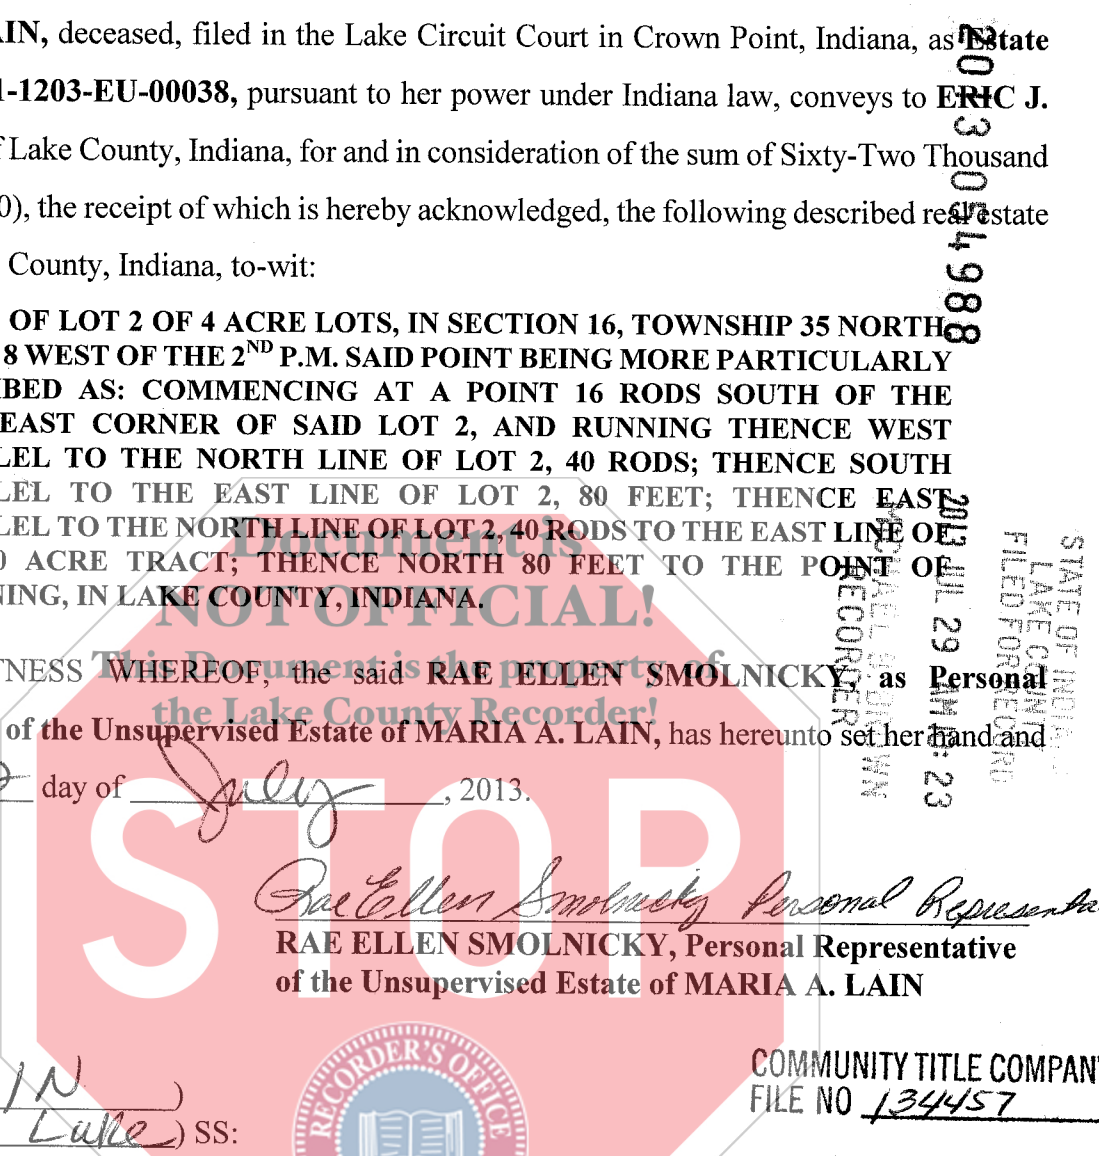 AIN, deceased, filed in the Lake Circuit Court in Crown Point, Indiana, as Estate
1-1203-EU-00038, pursuant to her power under Indiana law, conveys to ERIC J.
f Lake County, Indiana, for and in consideration of the sum of Sixty-Two Thousand
0), the receipt of which is hereby acknowledged, the following described real estate
County, Indiana, to-wit:
OF LOT 2 OF 4 ACRE LOTS, IN SECTION 16, TOWNSHIP 35 NORTH
8 WEST OF THE 2ND P.M. SAID POINT BEING MORE PARTICULARLY
BED AS: COMMENCING AT A POINT 16 RODS SOUTH OF THE
EAST CORNER OF SAID LOT 2, AND RUNNING THENCE WEST
LEL TO THE NORTH LINE OF LOT 2, 40 RODS; THENCE SOUTH
LEL TO THE EAST LINE OF LOT 2, 80 FEET; THENCE EAST
LEL TO THE NORTH LINE OF LOT 2, 40 RODS TO THE EAST LINE OF
0 ACRE TRACT; THENCE NORTH 80 FEET TO THE POINT OF
NING, IN LAKE COUNTY, INDIANA.
Document is
NOT OFFICIAL!
This Document is the property of
the Lake County Recorder!
TNESS WHEREOF, the said RAE ELLEN SMOLNICKY, as Personal
of the Unsupervised Estate of MARIA A. LAIN, has hereunto set her hand and
day of July, 2013.
STOP
Rae Ellen Smolnicky Personal Representa
RAE ELLEN SMOLNICKY, Personal Representative
of the Unsupervised Estate of MARIA A. LAIN
RECORDER'S OFFICE
COMMUNITY TITLE COMPANY
FILE NO 134457
IN )
Lake ) SS:
2013 054988
STATE OF INDIANA
LAKE COUNTY
FILED FOR RECORD
2013 JUL 29 AM 9: 23
RECORDER